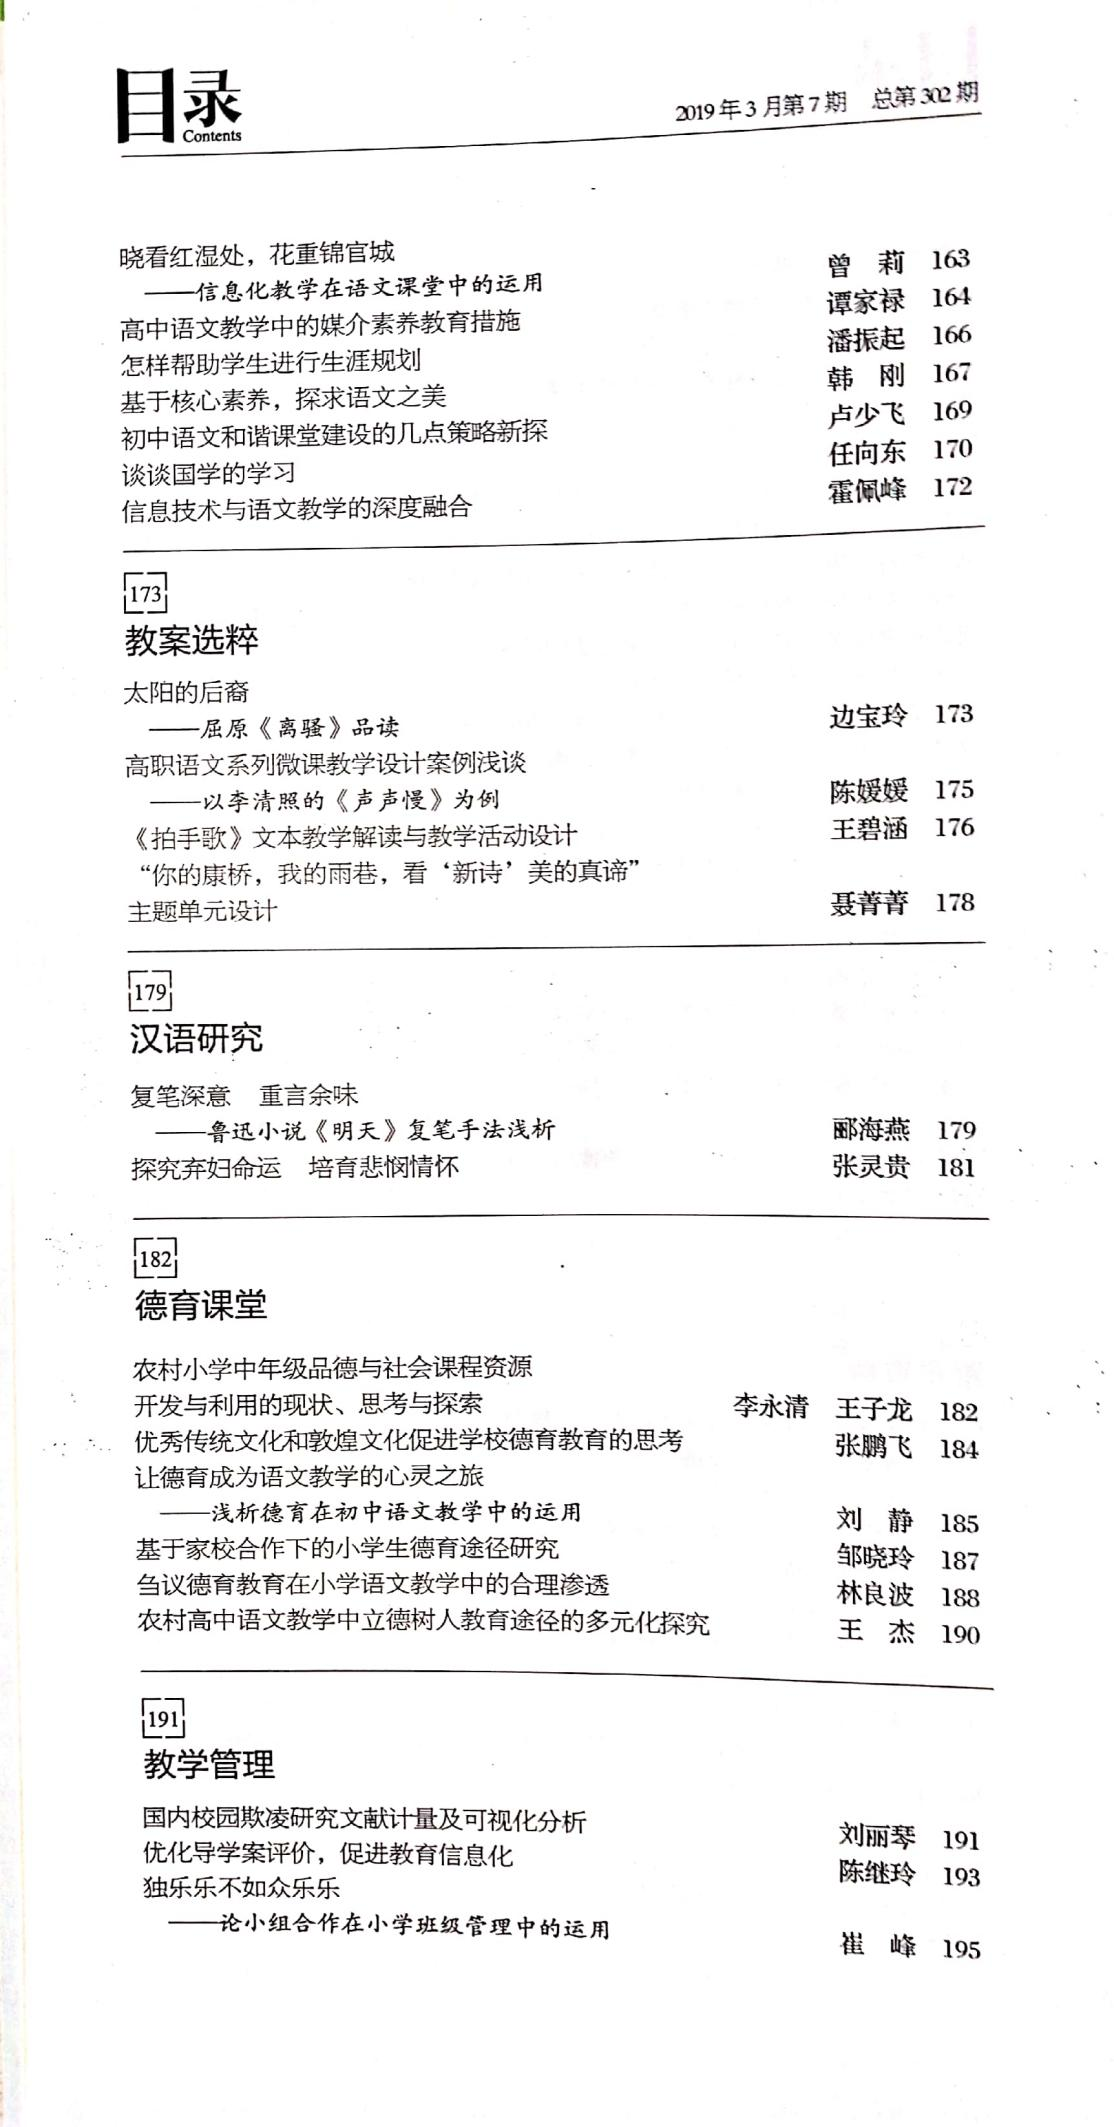 目录
Contents
2019年3月第7期 总第302期
晓看红湿处，花重锦官城
——信息化教学在语文课堂中的运用 曾 莉 163
高中语文教学中的媒介素养教育措施 谭家禄 164
怎样帮助学生进行生涯规划 潘振起 166
基于核心素养，探求语文之美 韩 刚 167
初中语文和谐课堂建设的几点策略新探 卢少飞 169
谈谈国学的学习 任向东 170
信息技术与语文教学的深度融合 霍佩峰 172
173
教案选粹
太阳的后裔
——屈原《离骚》品读 边宝玲 173
高职语文系列微课教学设计案例浅谈
——以李清照的《声声慢》为例 陈媛媛 175
《拍手歌》文本教学解读与教学活动设计 王碧涵 176
“你的康桥，我的雨巷，看‘新诗’美的真谛”
主题单元设计 聂菁菁 178
179
汉语研究
复笔深意 重言余味
——鲁迅小说《明天》复笔手法浅析 郦海燕 179
探究弃妇命运 培育悲悯情怀 张灵贵 181
182
德育课堂
农村小学中年级品德与社会课程资源
开发与利用的现状、思考与探索 李永清 王子龙 182
优秀传统文化和敦煌文化促进学校德育教育的思考 张鹏飞 184
让德育成为语文教学的心灵之旅
——浅析德育在初中语文教学中的运用 刘 静 185
基于家校合作下的小学生德育途径研究 邹晓玲 187
刍议德育教育在小学语文教学中的合理渗透 林良波 188
农村高中语文教学中立德树人教育途径的多元化探究 王 杰 190
191
教学管理
国内校园欺凌研究文献计量及可视化分析 刘丽琴 191
优化导学案评价，促进教育信息化 陈继玲 193
独乐乐不如众乐乐
——论小组合作在小学班级管理中的运用 崔 峰 195